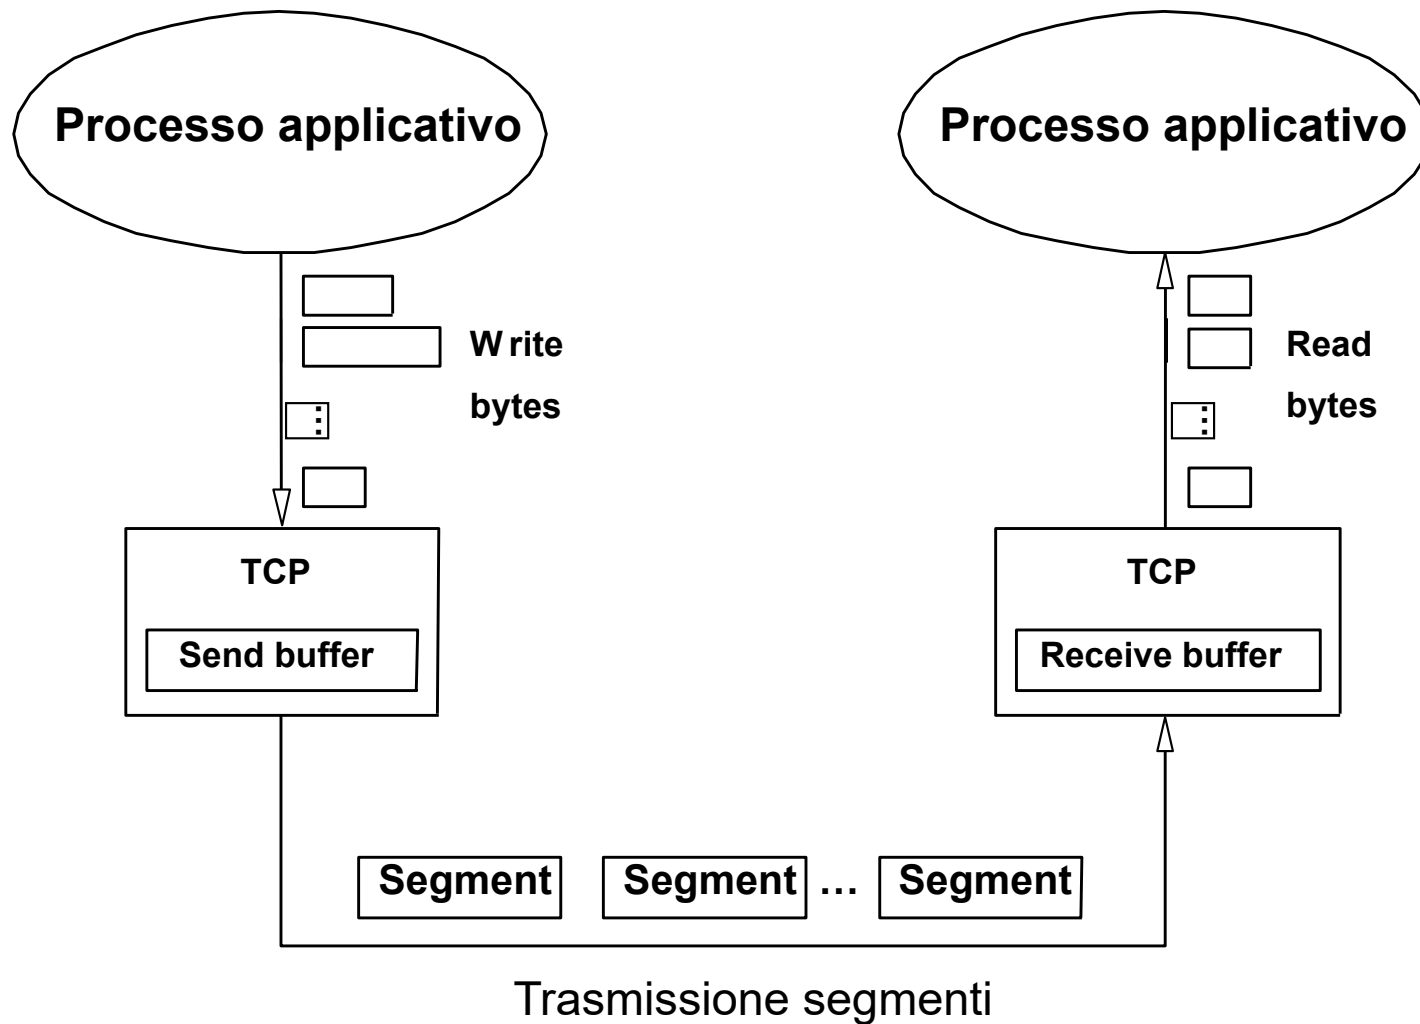 Processo applicativo
Processo applicativo
W rite
bytes
Read
bytes
TCP
Send buffer
TCP
Receive buffer
Segment Segment ... Segment
Trasmissione segmenti